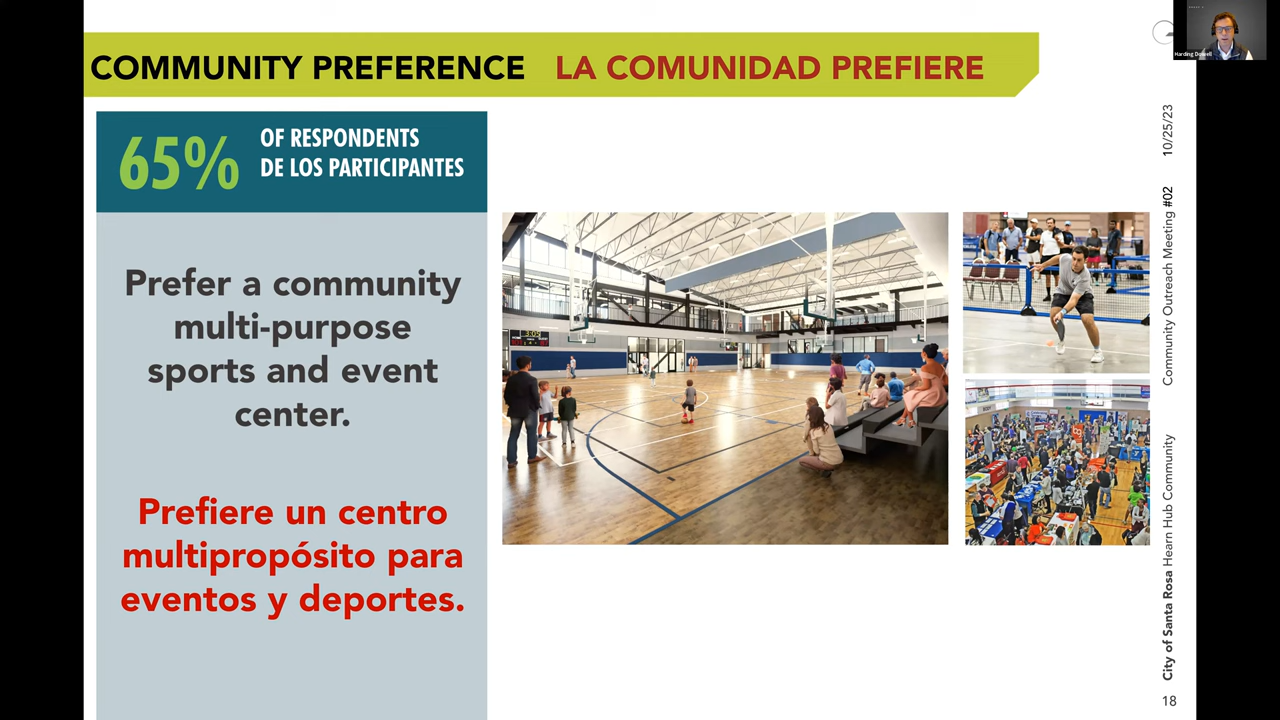 COMMUNITY PREFERENCE LA COMUNIDAD PREFIERE
65% OF RESPONDENTS
DE LOS PARTICIPANTES
Prefer a community
multi-purpose
sports and event
center.
Prefiere un centro
multipropósito para
eventos y deportes.
City of Santa Rosa Hearn Hub Community Community Outreach Meeting #02 10/25/23
18
Harding Dowell